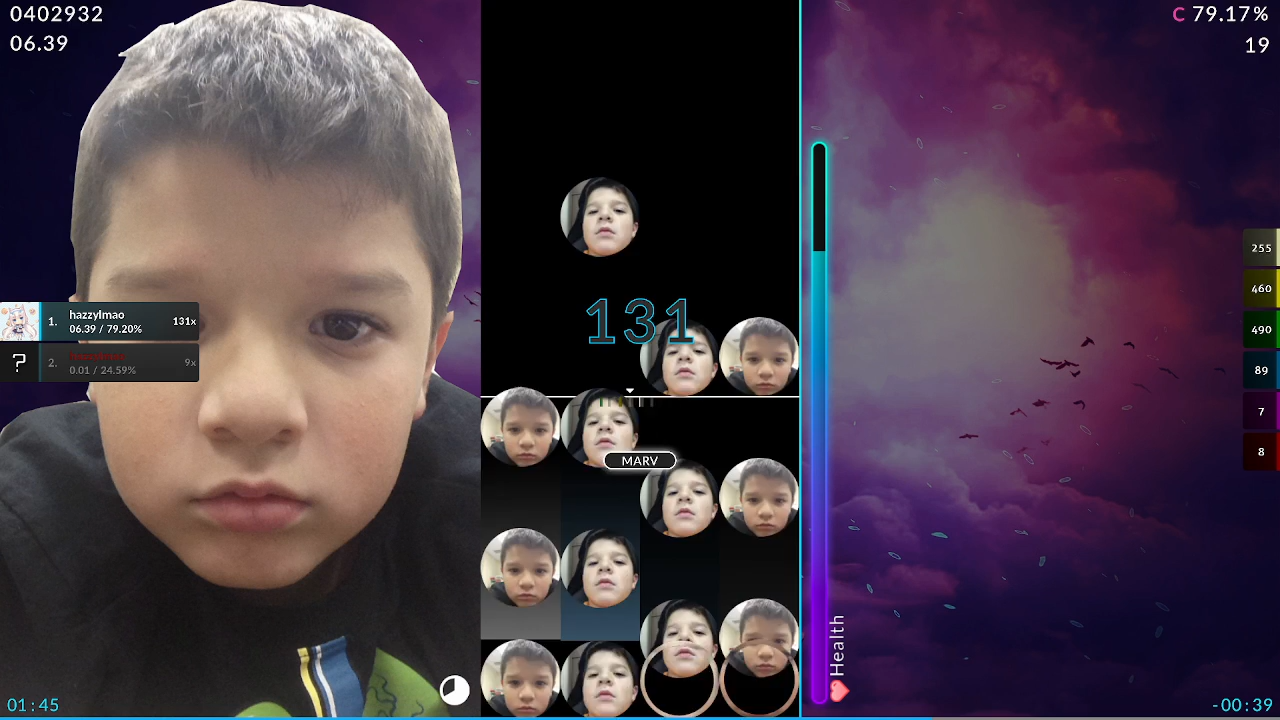 0402932
06.39
C 79.17%
19
131
255
460
490
89
7
8
1. hazzylmao
06.39 / 79.20%
131x
?
2.
0.01 / 24.59%
9x
MARV
Health
01:45
-00:39